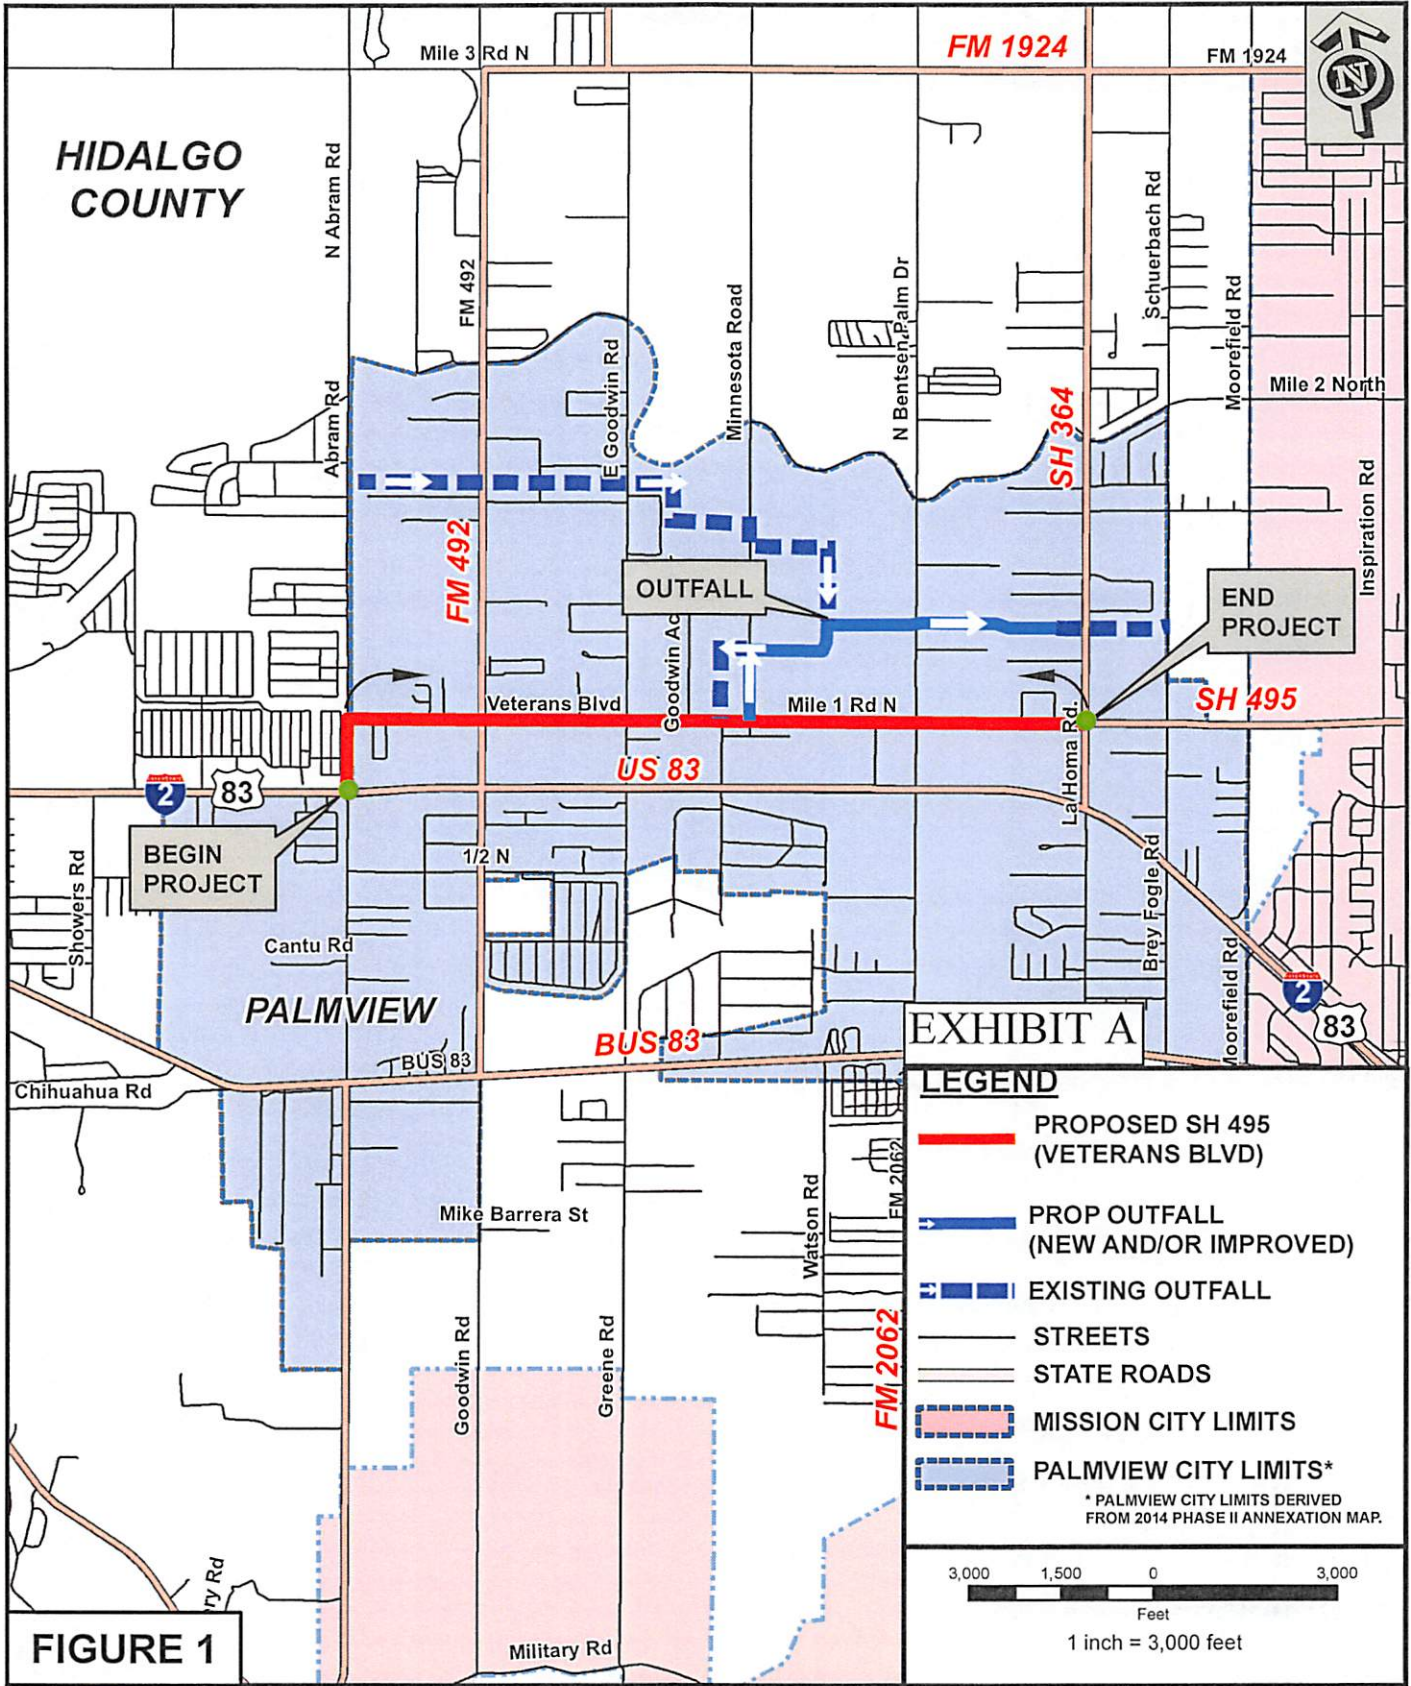 Mile 3 Rd N
FM 1924
FM 1924
N
HIDALGO
COUNTY
N Abram Rd
FM 492
Schuerbach Rd
Moorefield Rd
N Bentsen Palm Dr
Minnesota Road
E Goodwin Rd
Abram Rd
Mile 2 North
SH 364
Inspiration Rd
FM 492
OUTFALL
END
PROJECT
Goodwin Ac
Veterans Blvd
Mile 1 Rd N
SH 495
La Homa Rd.
US 83
2
83
BEGIN
PROJECT
1/2 N
Showers Rd
Cantu Rd
Brey Fogle Rd
Moorefield Rd
2
83
PALMVIEW
BUS 83
BUS 83
EXHIBIT A
Chihuahua Rd
Mike Barrera St
Watson Rd
FM 2062
FM 2062
Goodwin Rd
Greene Rd
ery Rd
Military Rd
FIGURE 1
LEGEND
PROPOSED SH 495
(VETERANS BLVD)
PROP OUTFALL
(NEW AND/OR IMPROVED)
EXISTING OUTFALL
STREETS
STATE ROADS
MISSION CITY LIMITS
PALMVIEW CITY LIMITS*
* PALMVIEW CITY LIMITS DERIVED
FROM 2014 PHASE II ANNEXATION MAP.
3,000 1,500 0 3,000
Feet
1 inch = 3,000 feet